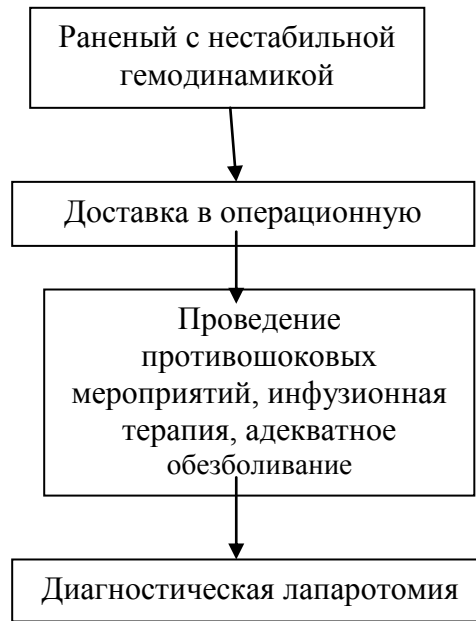 Раненый с нестабильной
гемодинамикой
Доставка в операционную
Проведение
противошоковых
мероприятий, инфузионная
терапия, адекватное
обезболивание
Диагностическая лапаротомия